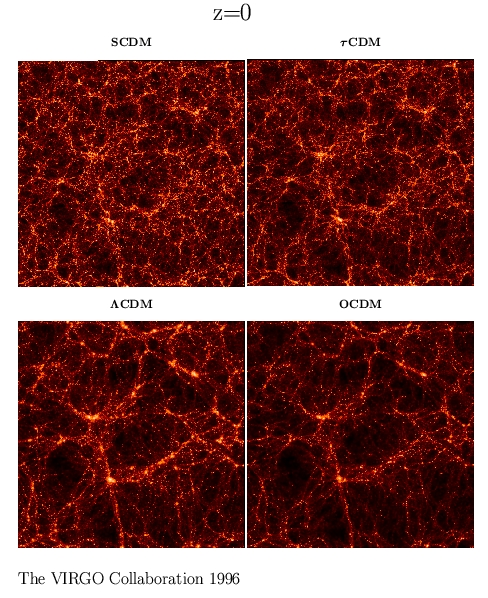 z=0
SCDM
τCDM
ΛCDM
OCDM
The VIRGO Collaboration 1996